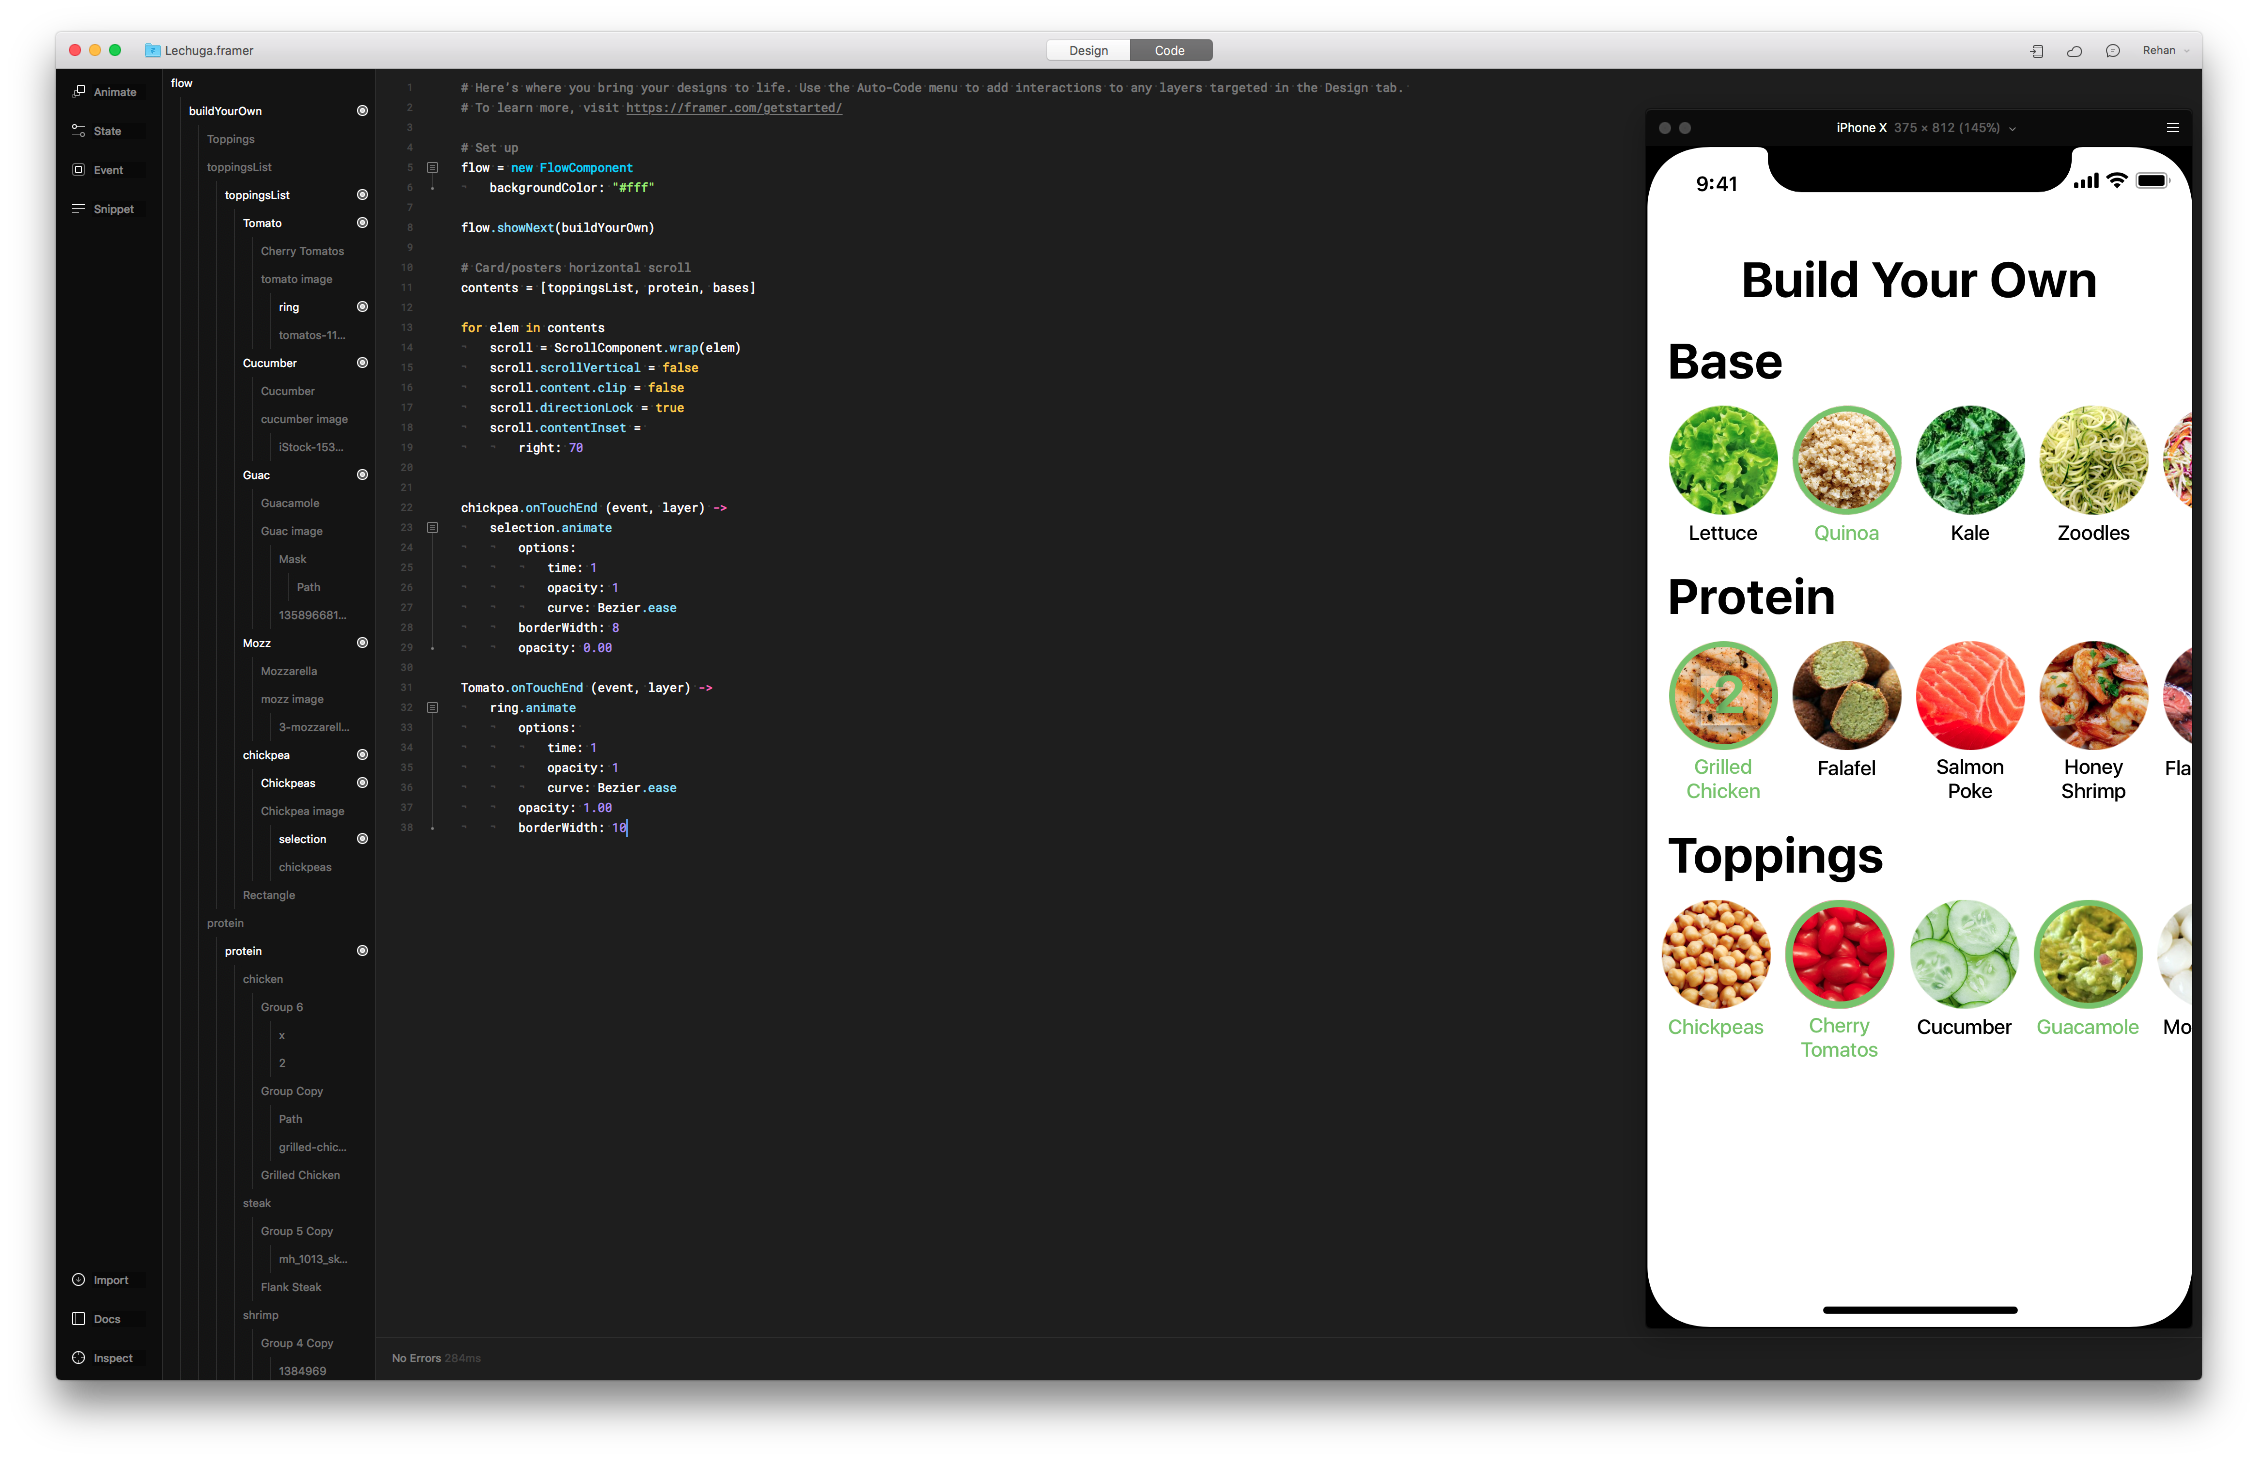 Lechuga.framer
Design
Code
Rehan
Animate
State
Event
Snippet
Import
Docs
Inspect
flow
buildYourOwn
Toppings
toppingsList
toppingsList
Tomato
Cherry Tomatos
tomato image
ring
tomatos-11...
Cucumber
Cucumber
cucumber image
iStock-153...
Guac
Guacamole
Guac image
Mask
Path
135896681...
Mozz
Mozzarella
mozz image
3-mozzarell...
chickpea
Chickpeas
Chickpea image
selection
chickpeas
Rectangle
protein
protein
chicken
Group 6
x
2
Group Copy
Path
grilled-chic...
Grilled Chicken
steak
Group 5 Copy
mh_1013_sk...
Flank Steak
shrimp
Group 4 Copy
1384969
1 # Here's where you bring your designs to life. Use the Auto-Code menu to add interactions to any layers targeted in the Design tab.
2 # To learn more, visit https://framer.com/getstarted/
3
4 # Set up
5 flow = new FlowComponent
6 backgroundColor: "#fff"
7
8 flow.showNext(buildYourOwn)
9
10 # Card/posters horizontal scroll
11 contents = [toppingsList, protein, bases]
12
13 for elem in contents
14 scroll = ScrollComponent.wrap(elem)
15 scroll.scrollVertical = false
16 scroll.content.clip = false
17 scroll.directionLock = true
18 scroll.contentInset =
19 right: 70
20
21
22 chickpea.onTouchEnd (event, layer) ->
23 selection.animate
24 options:
25 time: 1
26 opacity: 1
27 curve: Bezier.ease
28 borderWidth: 8
29 opacity: 0.00
30
31 Tomato.onTouchEnd (event, layer) ->
32 ring.animate
33 options:
34 time: 1
35 opacity: 1
36 curve: Bezier.ease
37 opacity: 1.00
38 borderWidth: 10
No Errors 284ms
iPhone X 375 × 812 (145%)
9:41
Build Your Own
Base
Lettuce
Quinoa
Kale
Zoodles
Protein
x2
Grilled
Chicken
Falafel
Salmon
Poke
Honey
Shrimp
Fla
Toppings
Chickpeas
Cherry
Tomatos
Cucumber
Guacamole
Mo